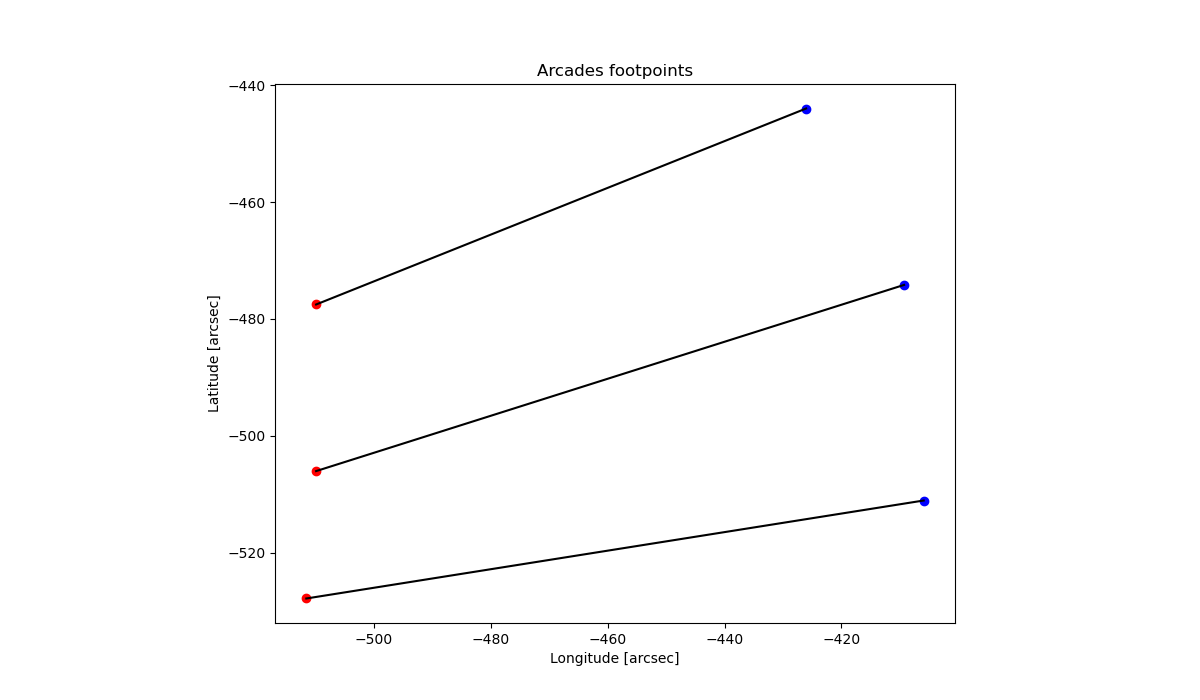 Arcades footpoints
−440
−460
−480
−500
−520
Latitude [arcsec]
−500 −480 −460 −440 −420
Longitude [arcsec]